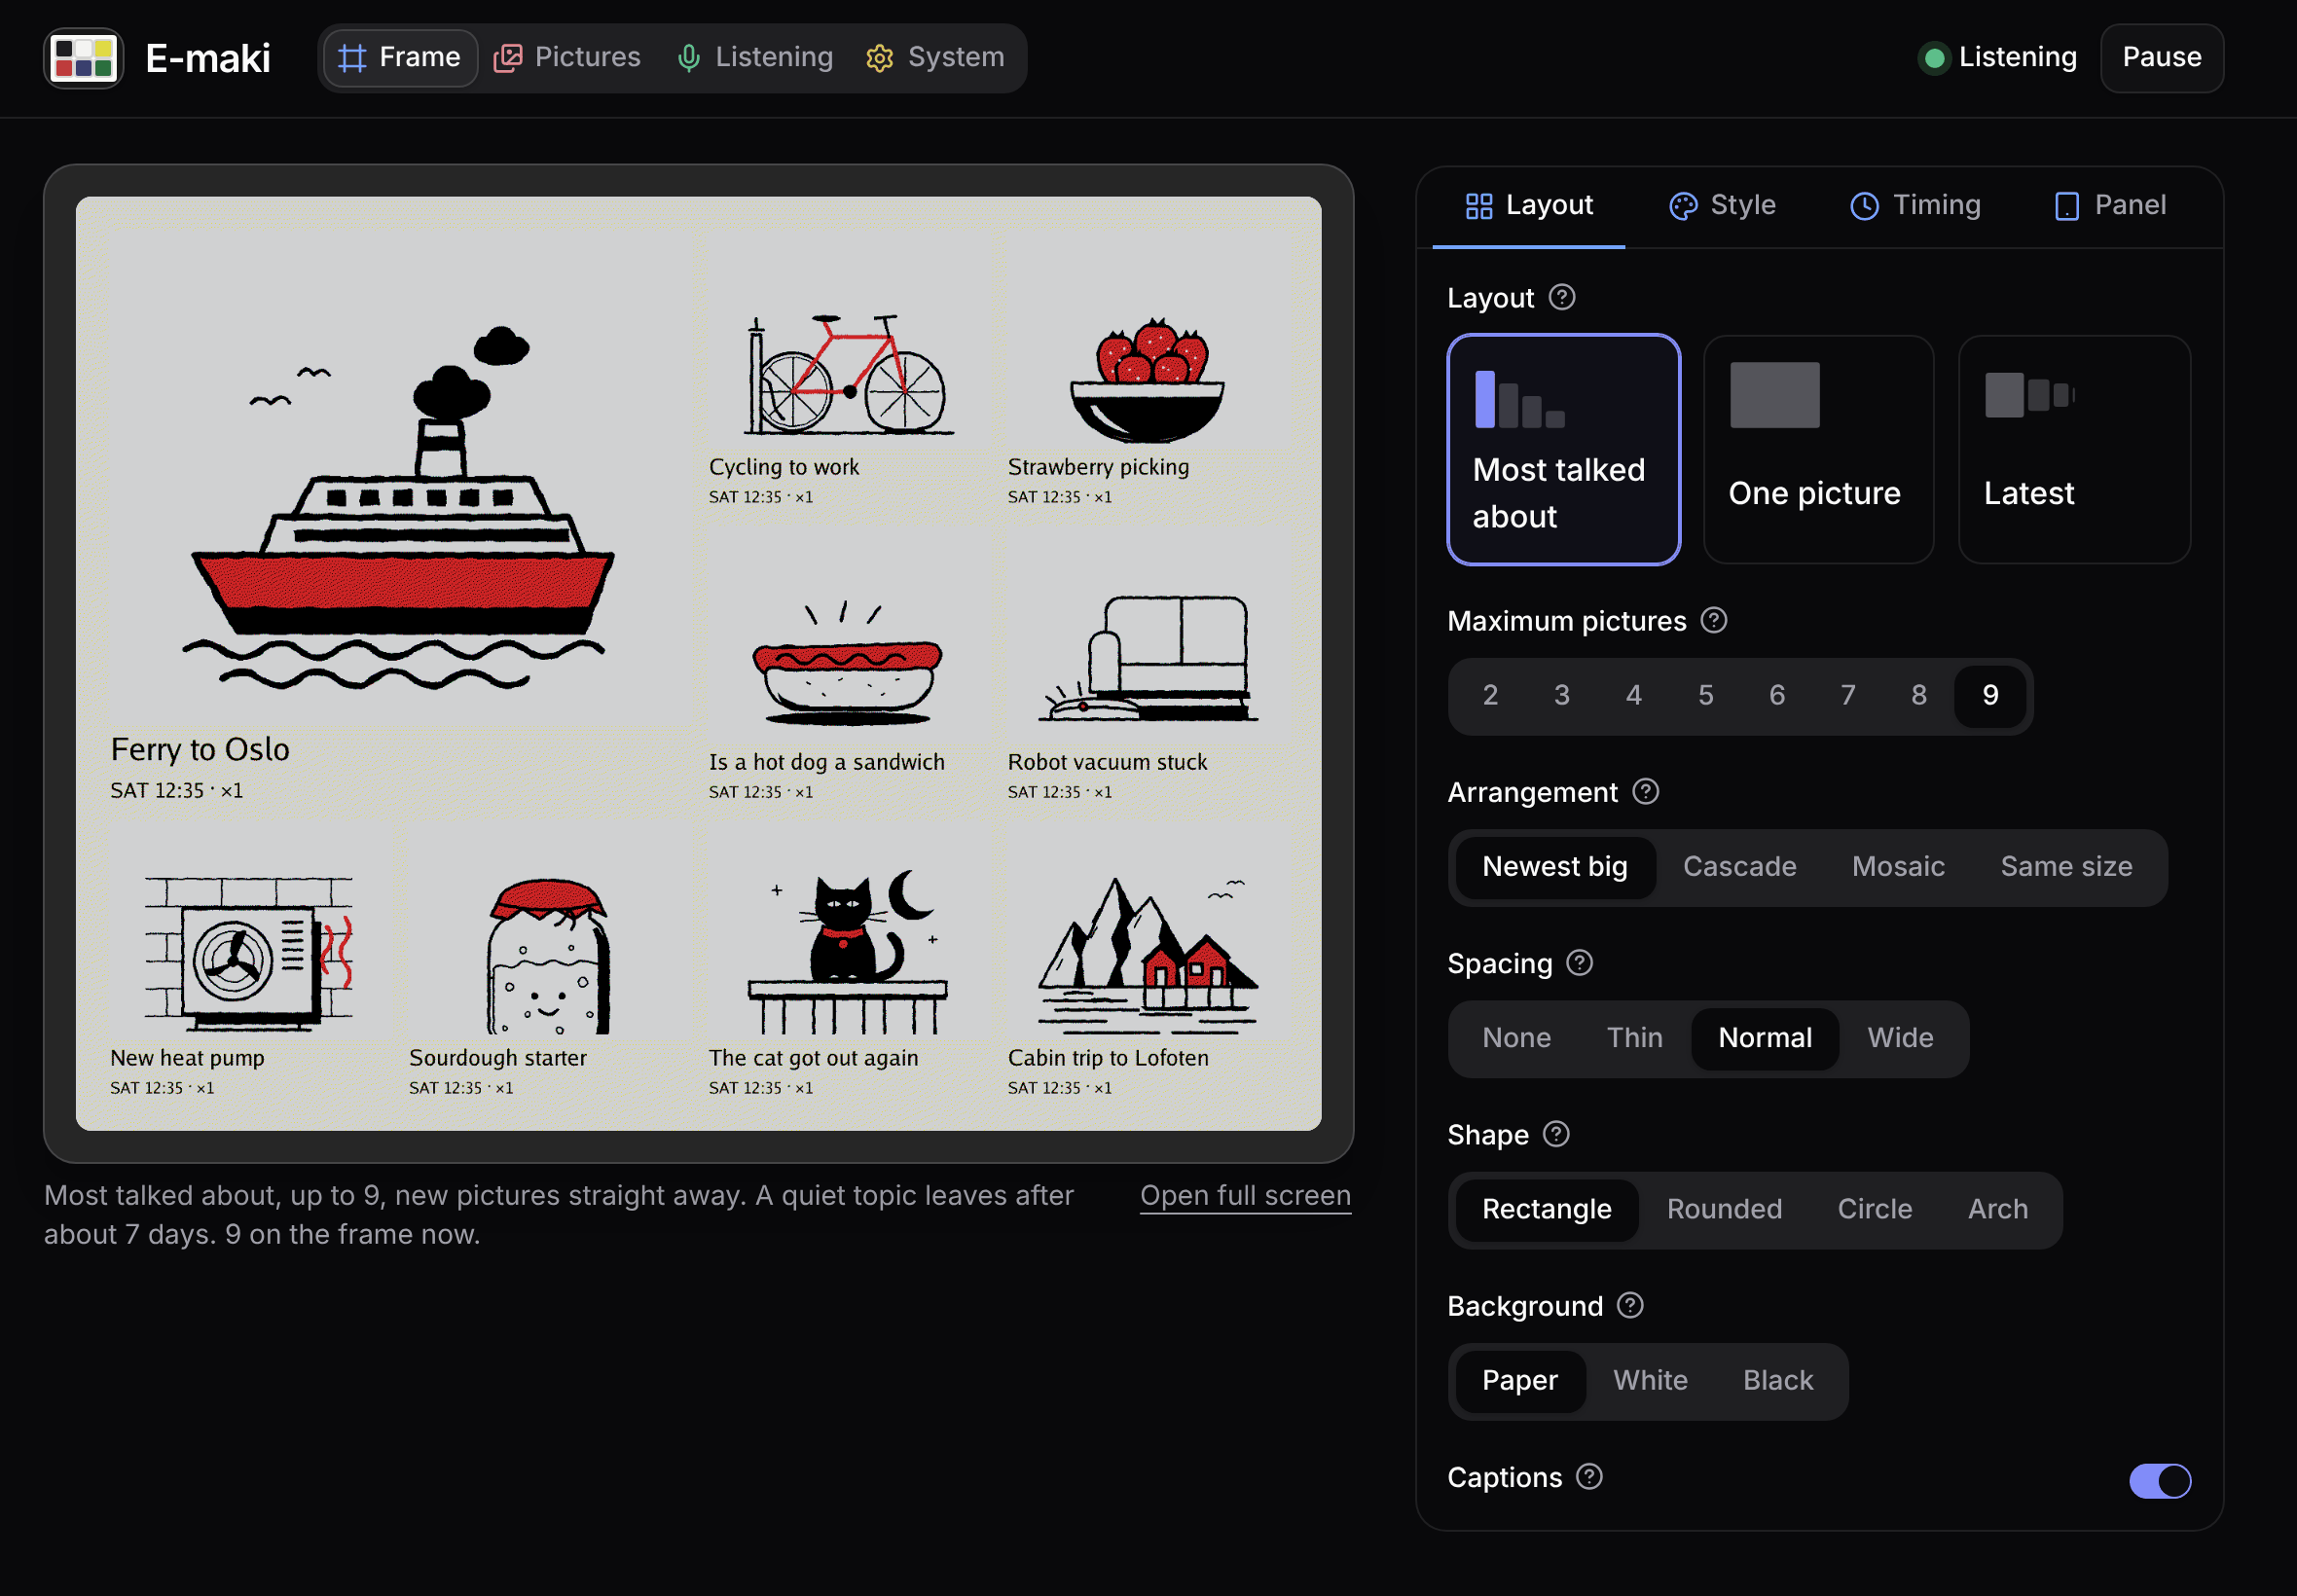 E-maki
Frame
Pictures
Listening
System
Listening
Pause
Ferry to Oslo
SAT 12:35 · ×1
Cycling to work
SAT 12:35 · ×1
Strawberry picking
SAT 12:35 · ×1
Is a hot dog a sandwich
SAT 12:35 · ×1
Robot vacuum stuck
SAT 12:35 · ×1
New heat pump
SAT 12:35 · ×1
Sourdough starter
SAT 12:35 · ×1
The cat got out again
SAT 12:35 · ×1
Cabin trip to Lofoten
SAT 12:35 · ×1
Most talked about, up to 9, new pictures straight away. A quiet topic leaves after
about 7 days. 9 on the frame now.
Open full screen
Layout
Style
Timing
Panel
Layout
Most talked
about
One picture
Latest
Maximum pictures
2 3 4 5 6 7 8 9
Arrangement
Newest big Cascade Mosaic Same size
Spacing
None Thin Normal Wide
Shape
Rectangle Rounded Circle Arch
Background
Paper White Black
Captions